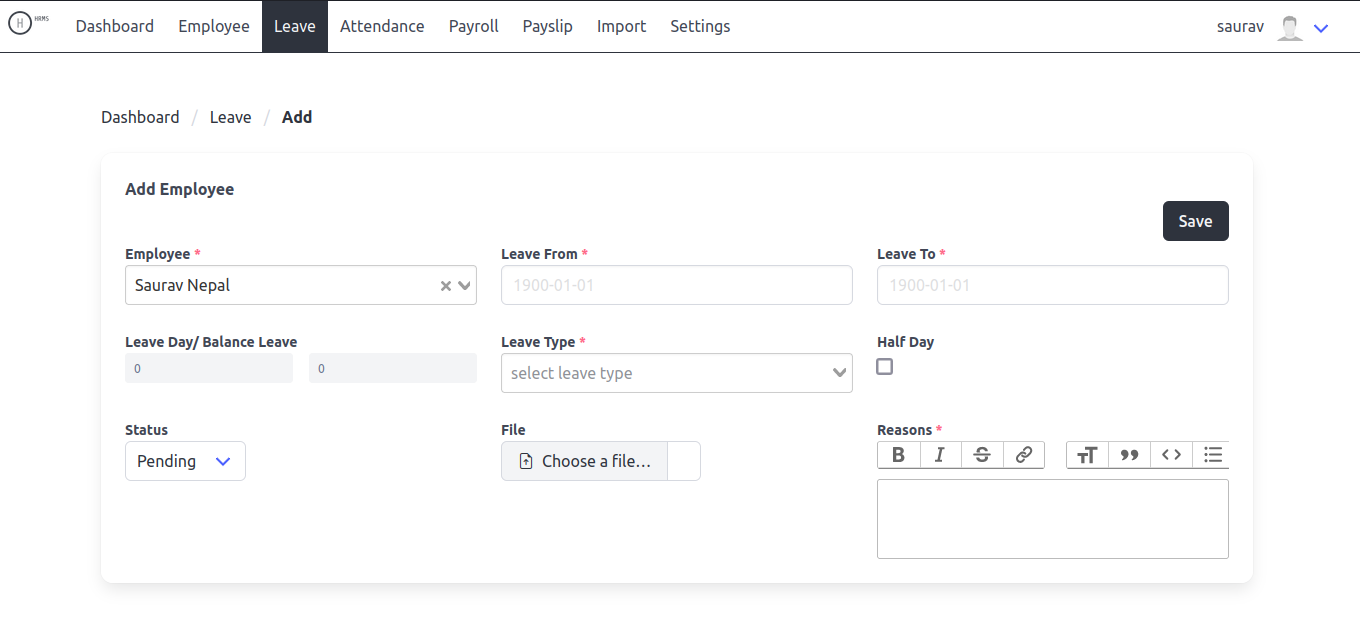 H HRMS Dashboard Employee Leave Attendance Payroll Payslip Import Settings saurav
Dashboard / Leave / Add
Add Employee
Save
Employee * Leave From * Leave To *
Saurav Nepal 1900-01-01 1900-01-01
Leave Day/ Balance Leave Leave Type * Half Day
0 0 select leave type
Status File Reasons *
Pending Choose a file…